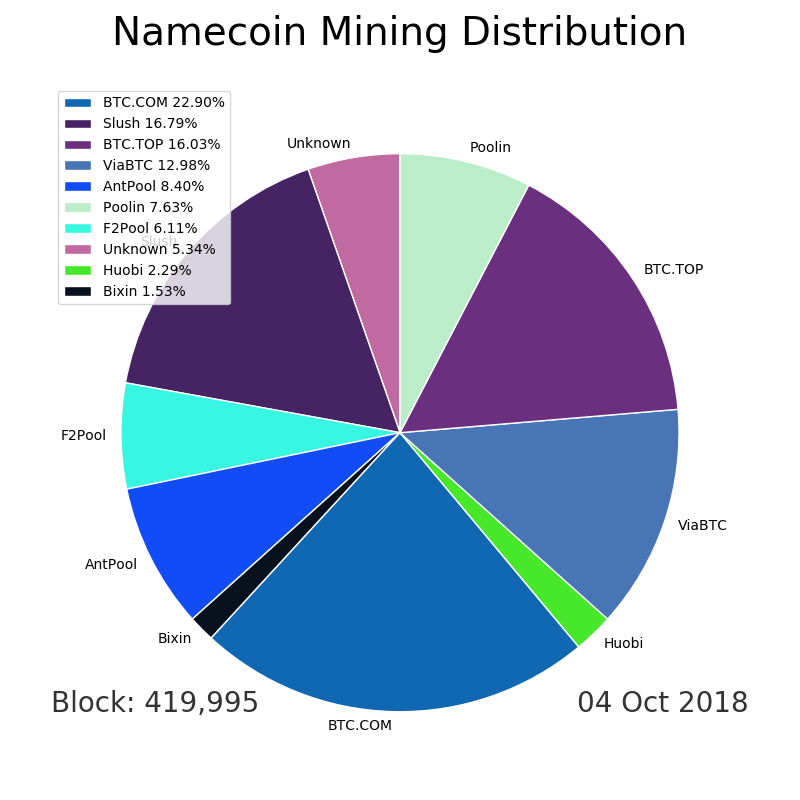 Namecoin Mining Distribution
BTC.COM 22.90%
Slush 16.79%
BTC.TOP 16.03%
ViaBTC 12.98%
AntPool 8.40%
Poolin 7.63%
F2Pool 6.11%
Unknown 5.34%
Huobi 2.29%
Bixin 1.53%
Unknown
Poolin
Slush
BTC.TOP
F2Pool
ViaBTC
AntPool
Bixin
Huobi
BTC.COM
Block: 419,995
04 Oct 2018